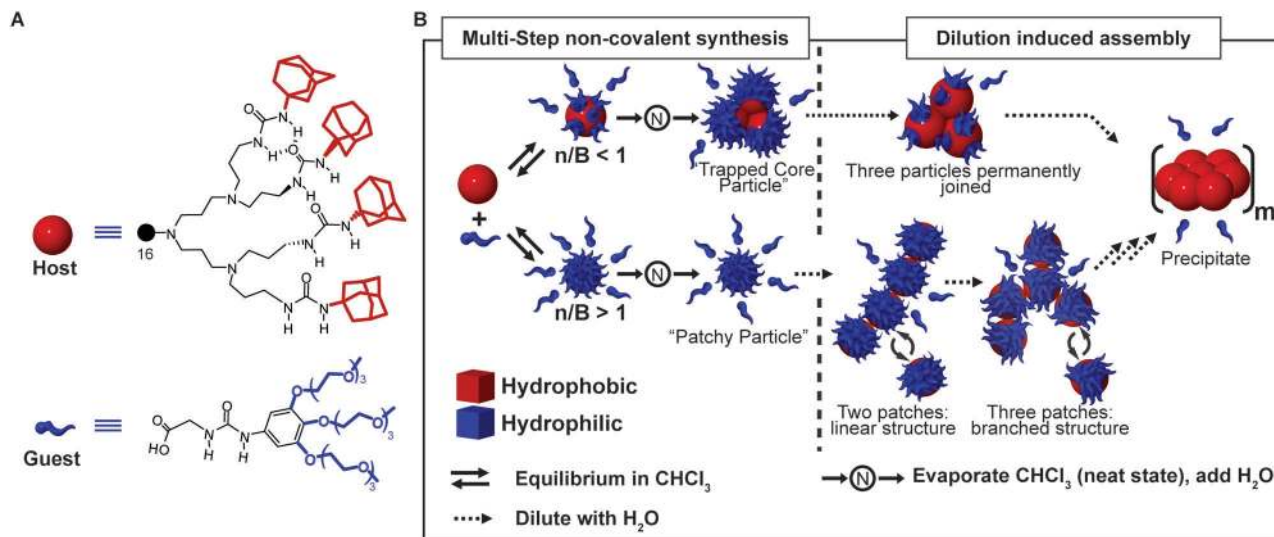 A
B
Multi-Step non-covalent synthesis
Dilution induced assembly
O
N
H
N
H
O
N
H
N
H
N
N
O
N
H
N
H
16
N
N
O
N
H
N
H
Host
n/B < 1
N
"Trapped Core
Particle"
Three particles permanently
joined
+
n/B > 1
N
"Patchy Particle"
m
Precipitate
Two patches:
linear structure
Three patches:
branched structure
Hydrophobic
Hydrophilic
Guest
HO
O
N
H
O
N
H
O
O
3
O
O
3
O
O
3
Equilibrium in CHCl3
N Evaporate CHCl3 (neat state), add H2O
Dilute with H2O